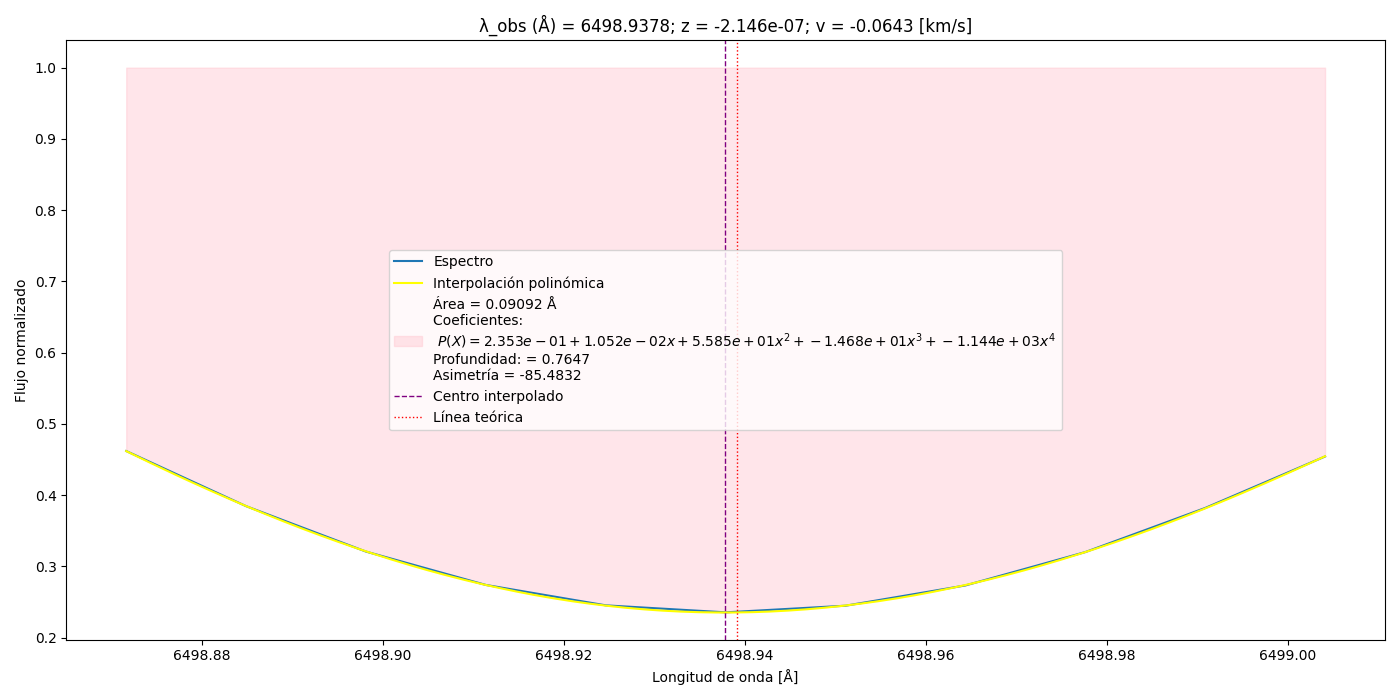 λ_obs (Å) = 6498.9378; z = -2.146e-07; v = -0.0643 [km/s]
Flujo normalizado
1.0
0.9
0.8
0.7
0.6
0.5
0.4
0.3
0.2
Espectro
Interpolación polinómica
Área = 0.09092 Å
Coeficientes:
P(X) = 2.353e − 01 + 1.052e − 02x + 5.585e + 01x² + −1.468e + 01x³ + −1.144e + 03x⁴
Profundidad: = 0.7647
Asimetría = -85.4832
Centro interpolado
Línea teórica
6498.88 6498.90 6498.92 6498.94 6498.96 6498.98 6499.00
Longitud de onda [Å]